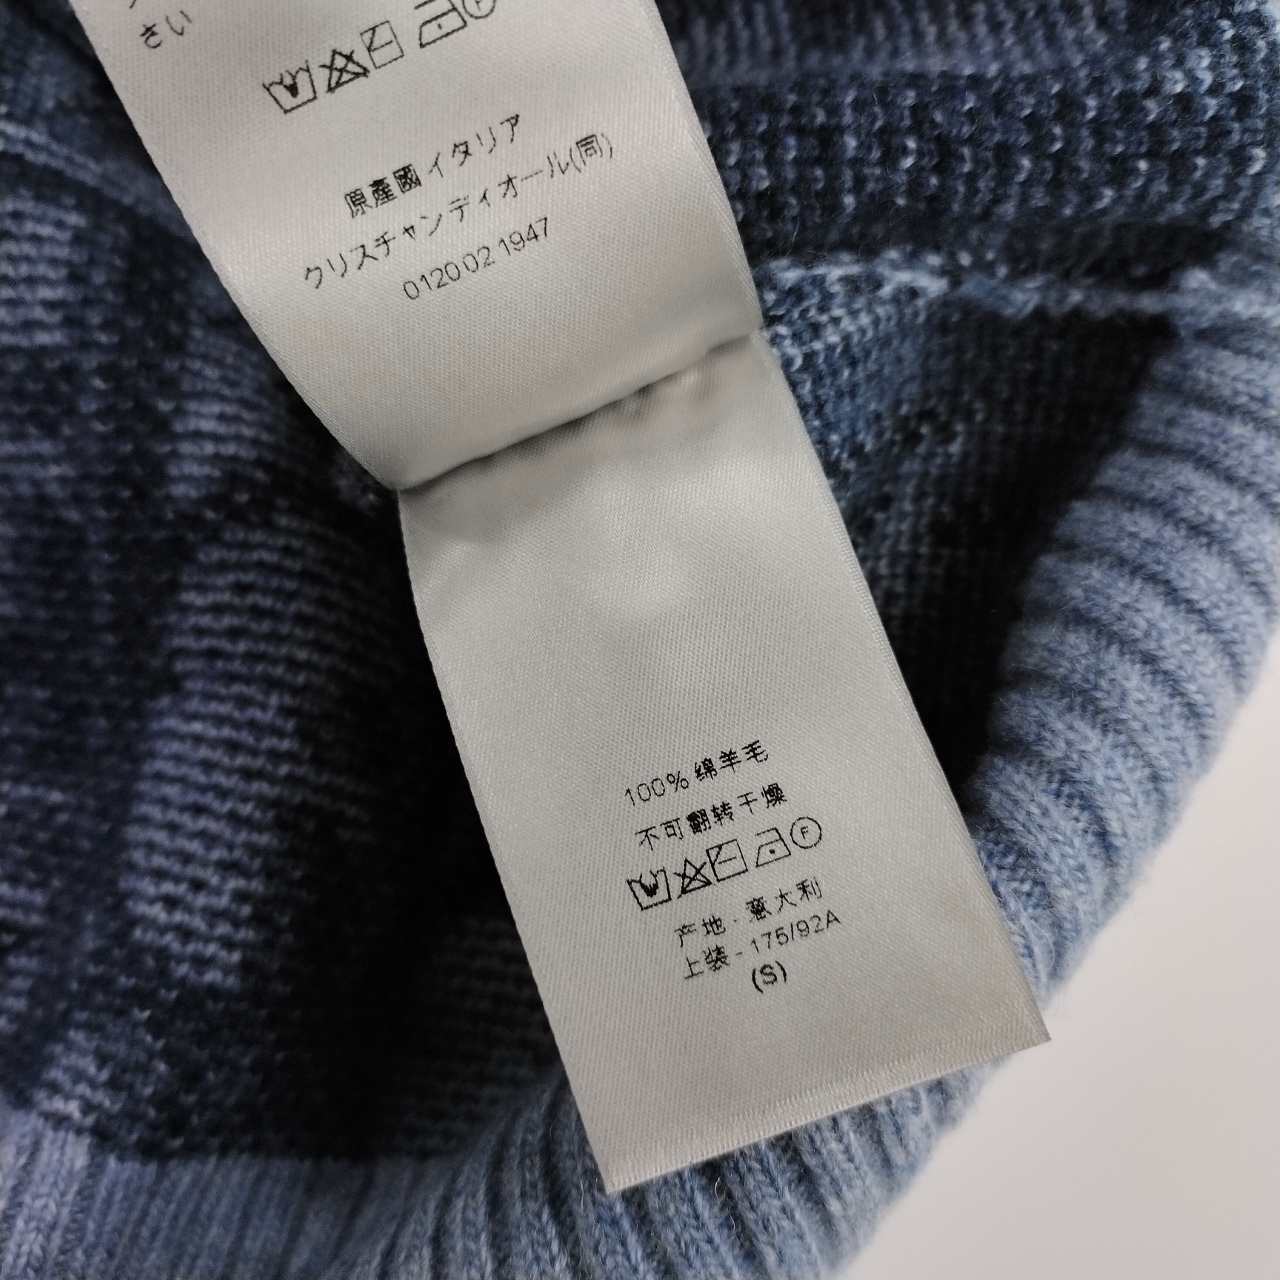 さい
原産國イタリア
クリスチャンディオール(同)
0120 02 1947
100% 绵羊毛
不可翻转干燥
F
产地 - 意大利
上装 - 175/92A
(S)